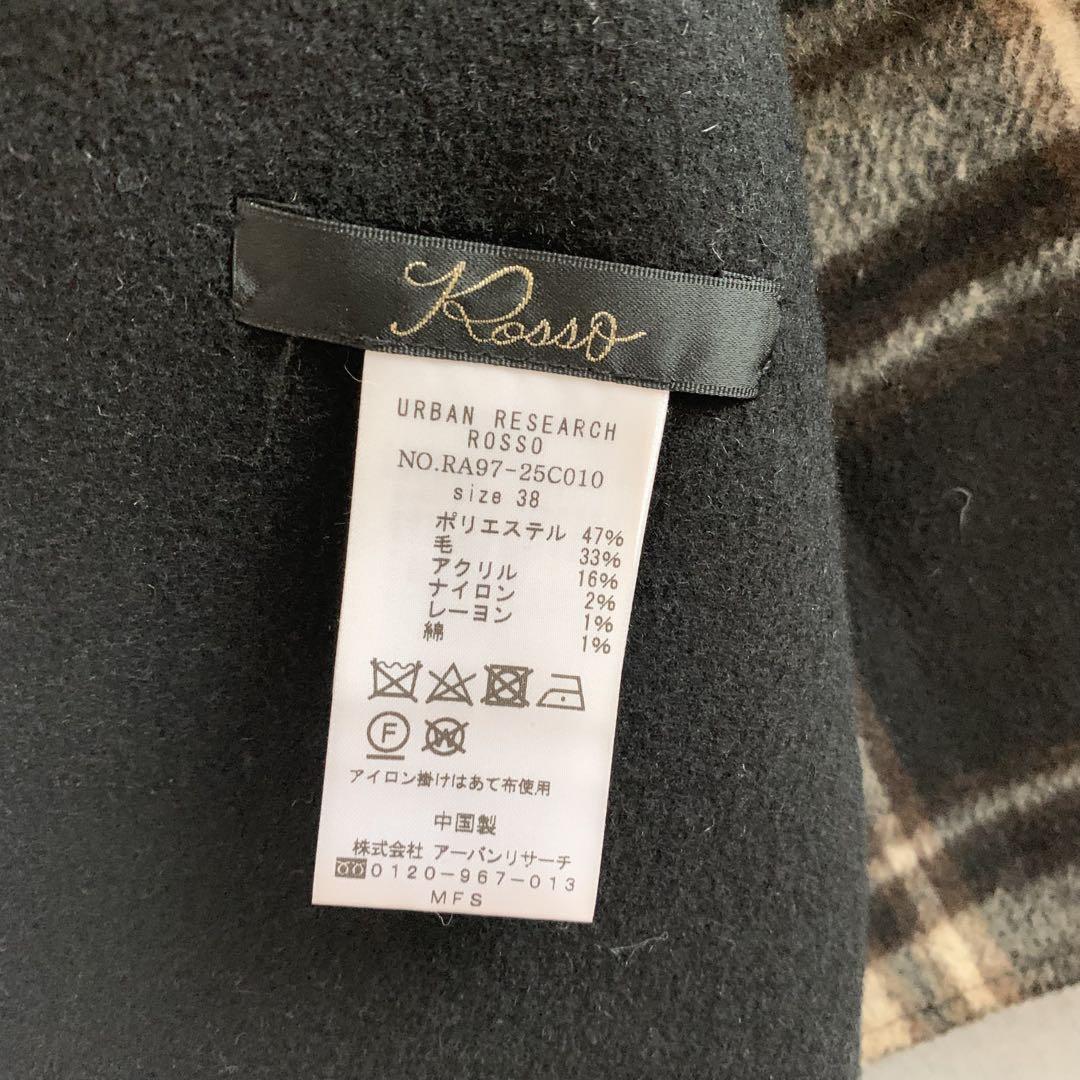 Rosso
URBAN RESEARCH
ROSSO
NO.RA97-25C010
size 38
ポリエステル 47%
毛 33%
アクリル 16%
ナイロン 2%
レーヨン 1%
綿 1%
F
W
アイロン掛けはあて布使用
中国製
株式会社 アーバンリサーチ
0120-967-013
MFS